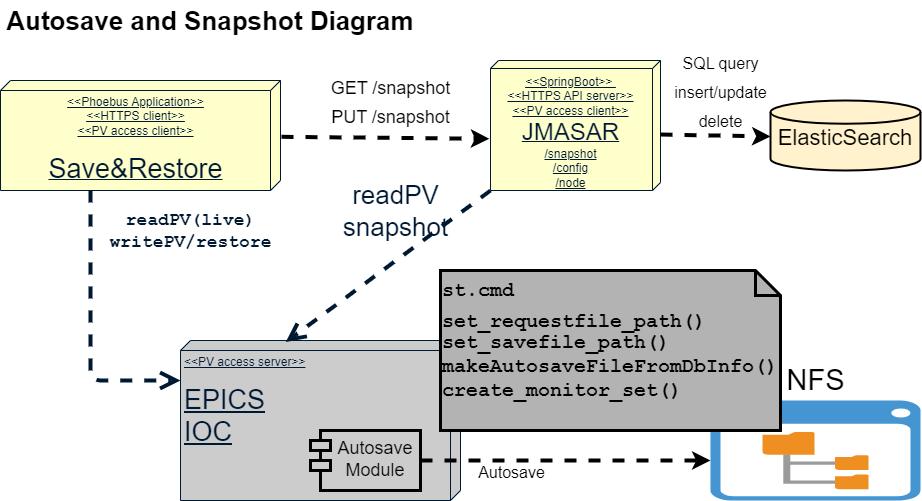 Autosave and Snapshot Diagram
<<Phoebus Application>>
<<HTTPS client>>
<<PV access client>>
Save&Restore
GET /snapshot
PUT /snapshot
<<SpringBoot>>
<<HTTPS API server>>
<<PV access client>>
JMASAR
/snapshot
/config
/node
SQL query
insert/update
delete
ElasticSearch
readPV(live)
writePV/restore
readPV
snapshot
st.cmd
set_requestfile_path()
set_savefile_path()
makeAutosaveFileFromDbInfo()
create_monitor_set()
<<PV access server>>
EPICS
IOC
Autosave
Module
Autosave
NFS